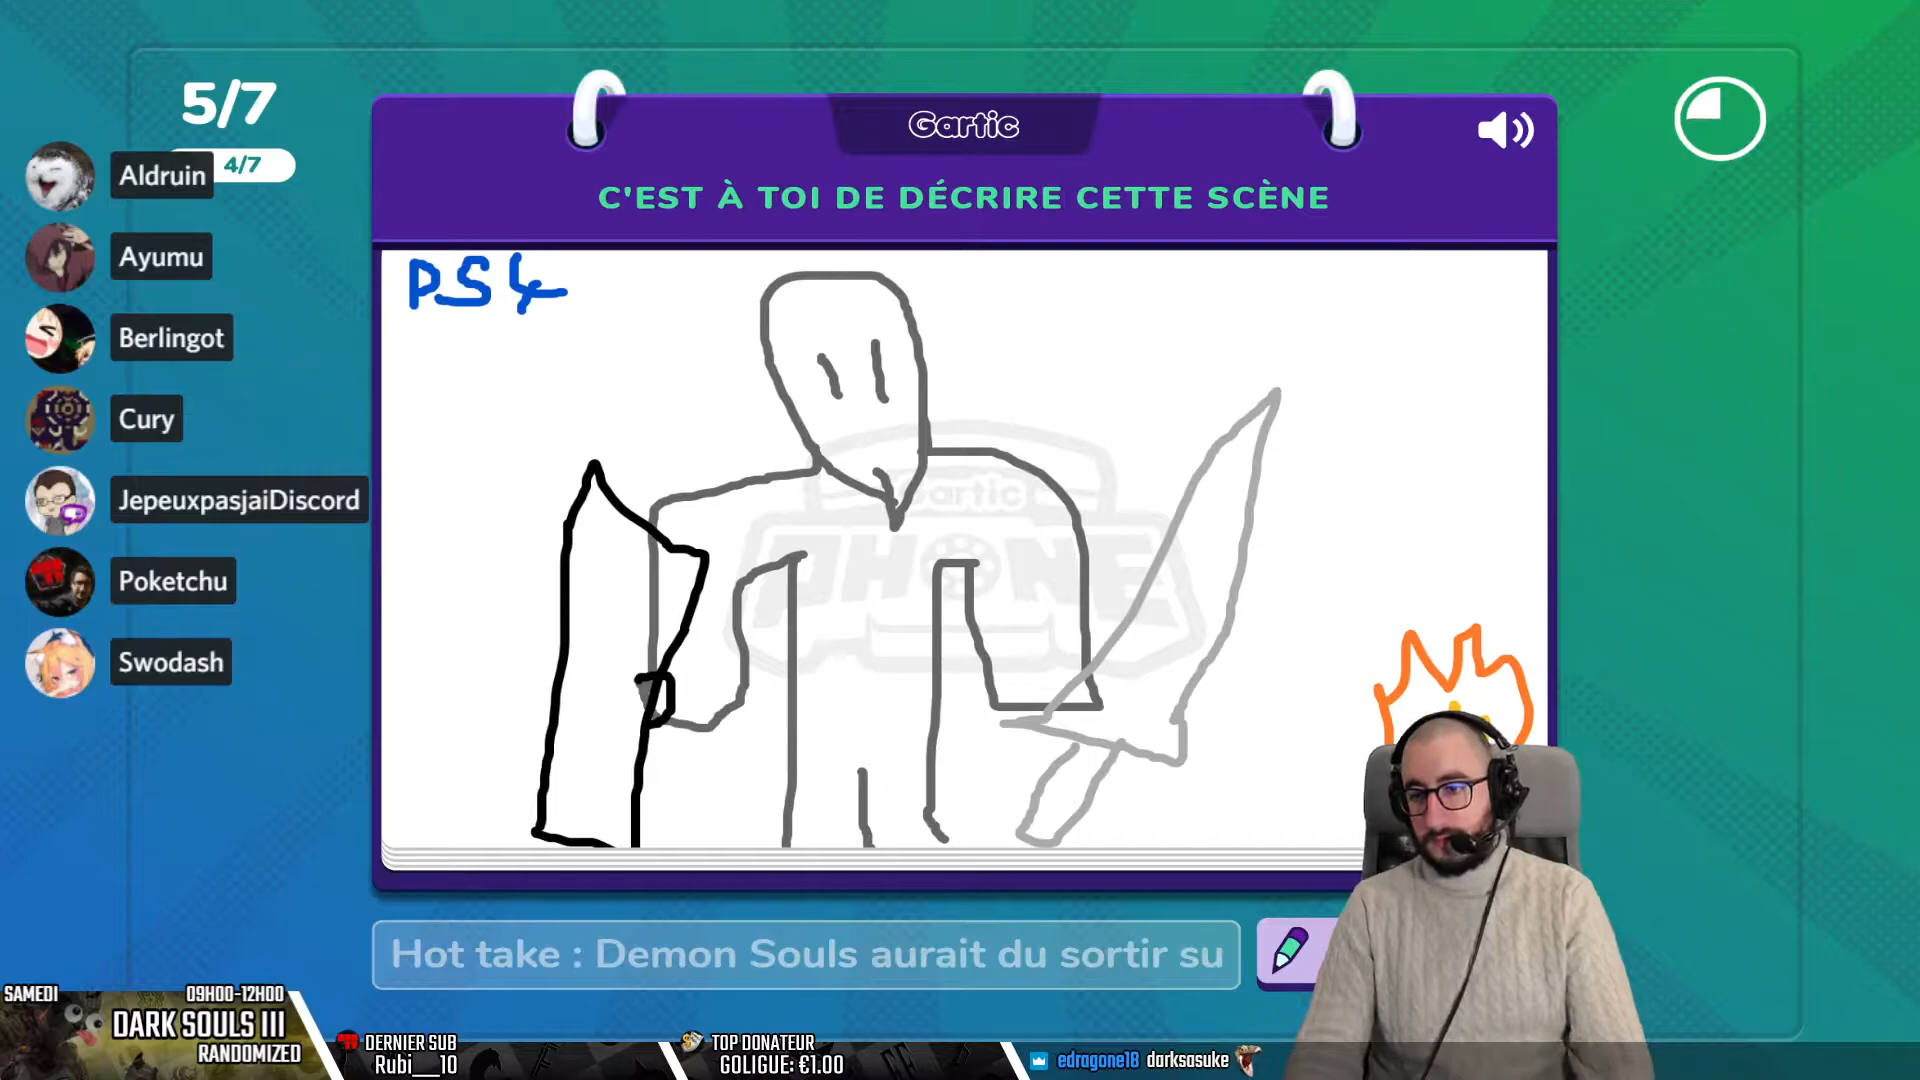 5/7
4/7
Gartic
C'EST À TOI DE DÉCRIRE CETTE SCÈNE
Aldruin
Ayumu
Berlingot
Cury
JepeuxpasjaiDiscord
Poketchu
Swodash
PS4
Gartic
PHONE
Hot take : Demon Souls aurait du sortir su
SAMEDI 09H00-12H00
DARK SOULS III
RANDOMIZED
DERNIER SUB
Rubi__10
TOP DONATEUR
GOLIGUE: €1.00
edragone18 darksasuke